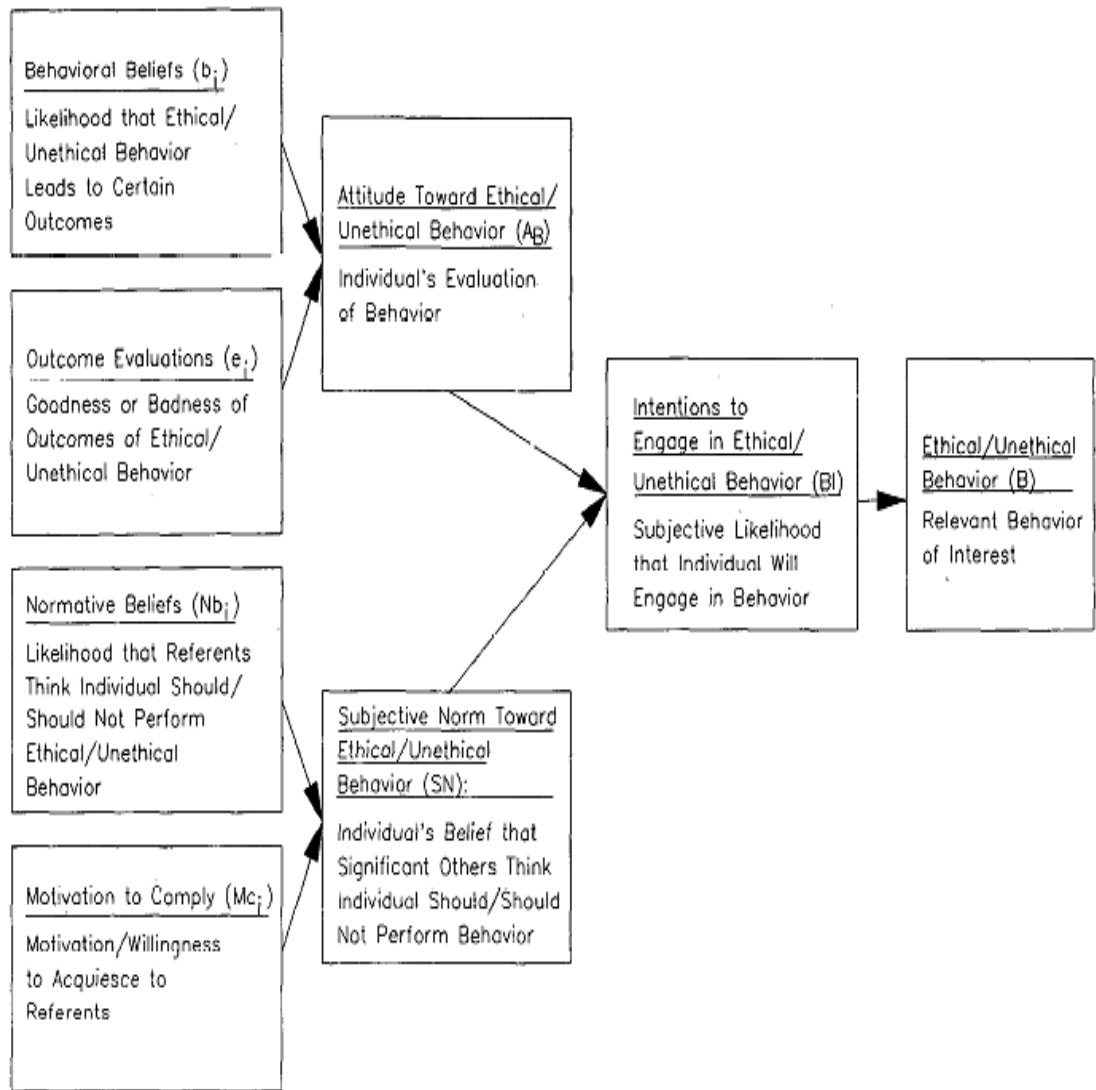 Behavioral Beliefs (bi)
Likelihood that Ethical/
Unethical Behavior
Leads to Certain
Outcomes
Outcome Evaluations (ei)
Goodness or Badness of
Outcomes of Ethical/
Unethical Behavior
Normative Beliefs (Nbi)
Likelihood that Referents
Think Individual Should/
Should Not Perform
Ethical/Unethical
Behavior
Motivation to Comply (Mci)
Motivation/Willingness
to Acquiesce to
Referents
Attitude Toward Ethical/
Unethical Behavior (AB)
Individual's Evaluation
of Behavior
Subjective Norm Toward
Ethical/Unethical
Behavior (SN):
Individual's Belief that
Significant Others Think
Individual Should/Should
Not Perform Behavior
Intentions to
Engage in Ethical/
Unethical Behavior (BI)
Subjective Likelihood
that Individual Will
Engage in Behavior
Ethical/Unethical
Behavior (B)
Relevant Behavior
of Interest